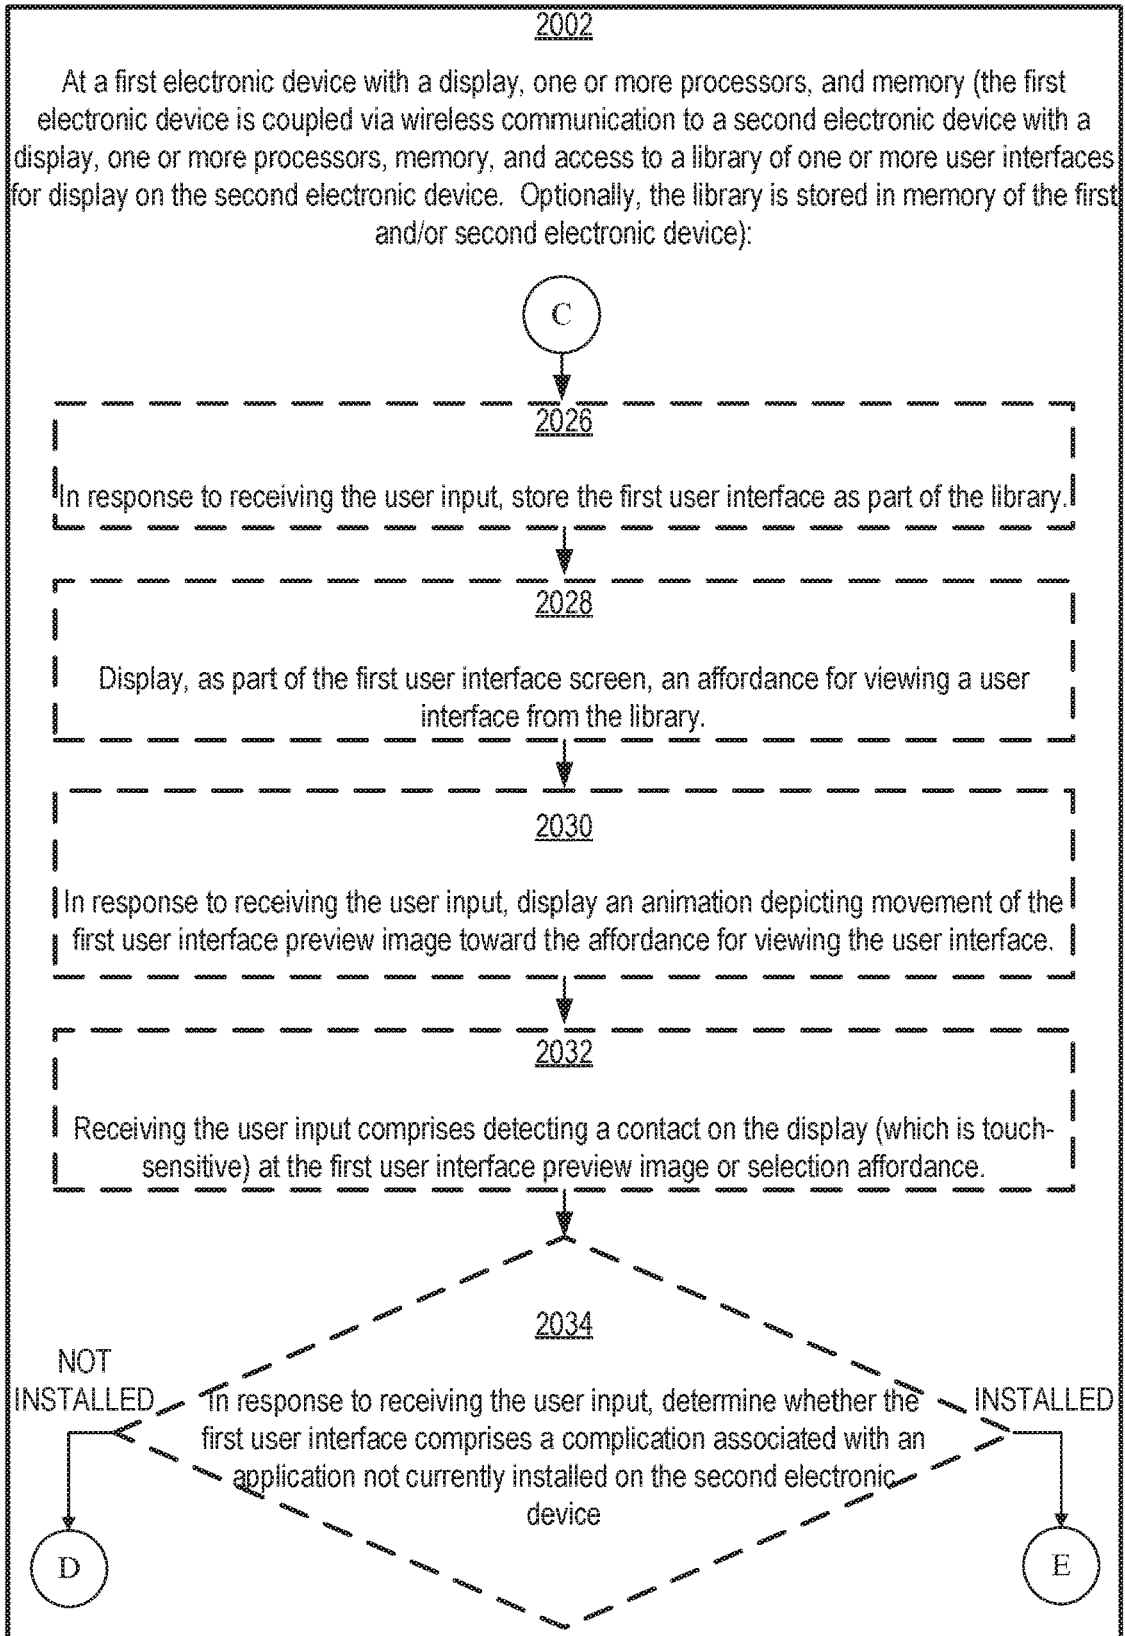 2002
At a first electronic device with a display, one or more processors, and memory (the first
electronic device is coupled via wireless communication to a second electronic device with a
display, one or more processors, memory, and access to a library of one or more user interfaces
for display on the second electronic device. Optionally, the library is stored in memory of the first
and/or second electronic device):
C
2026
In response to receiving the user input, store the first user interface as part of the library.
2028
Display, as part of the first user interface screen, an affordance for viewing a user
interface from the library.
2030
In response to receiving the user input, display an animation depicting movement of the
first user interface preview image toward the affordance for viewing the user interface.
2032
Receiving the user input comprises detecting a contact on the display (which is touch-
sensitive) at the first user interface preview image or selection affordance.
2034
NOT
INSTALLED
In response to receiving the user input, determine whether the
first user interface comprises a complication associated with an
application not currently installed on the second electronic
device
INSTALLED
D
E